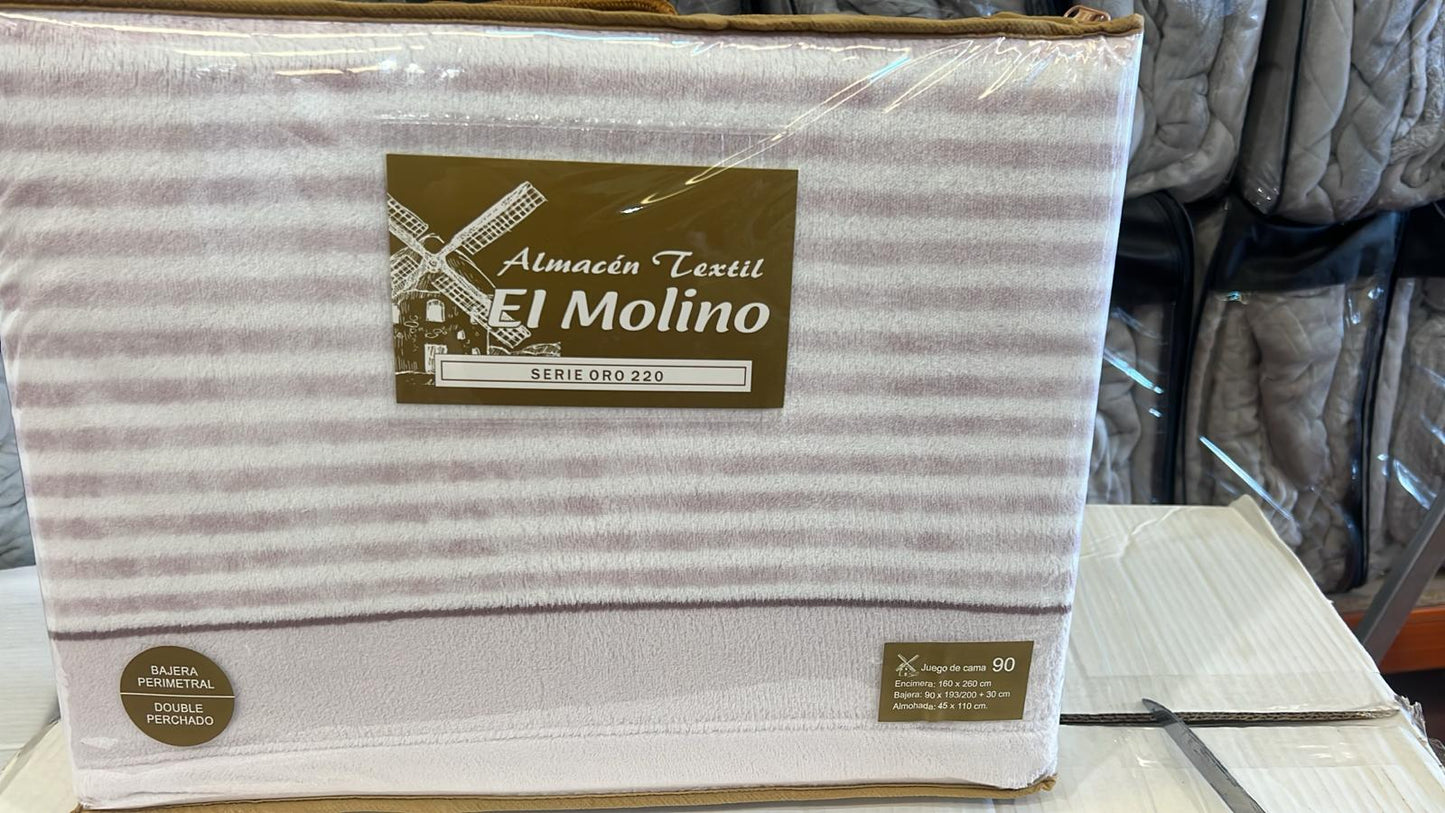 Almacén Textil
El Molino
SERIE ORO 220
BAJERA
PERIMETRAL
DOUBLE
PERCHADO
Juego de cama 90
Encimera: 160 x 260 cm
Bajera: 90 x 193/200 + 30 cm
Almohada: 45 x 110 cm.